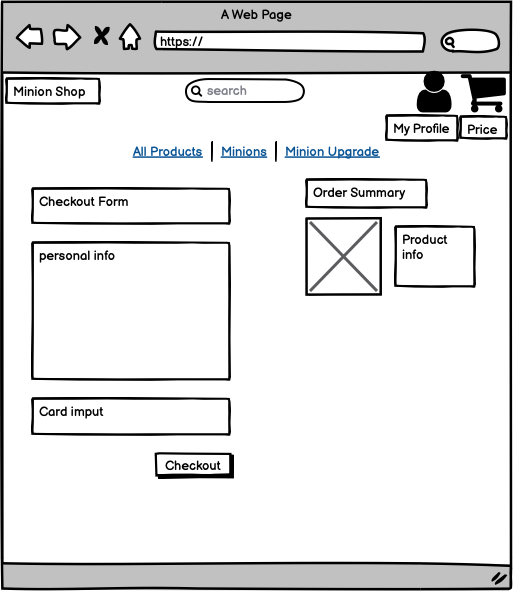 A Web Page
https://
Minion Shop
search
My Profile
Price
All Products
Minions
Minion Upgrade
Checkout Form
Order Summary
personal info
Product
info
Card imput
Checkout